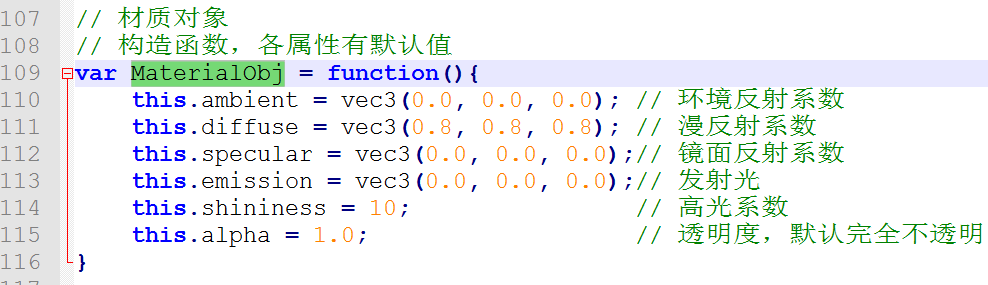 107 // 材质对象
108 // 构造函数，各属性有默认值
109 var MaterialObj = function(){
110 this.ambient = vec3(0.0, 0.0, 0.0); // 环境反射系数
111 this.diffuse = vec3(0.8, 0.8, 0.8); // 漫反射系数
112 this.specular = vec3(0.0, 0.0, 0.0);// 镜面反射系数
113 this.emission = vec3(0.0, 0.0, 0.0);// 发射光
114 this.shininess = 10; // 高光系数
115 this.alpha = 1.0; // 透明度，默认完全不透明
116 }